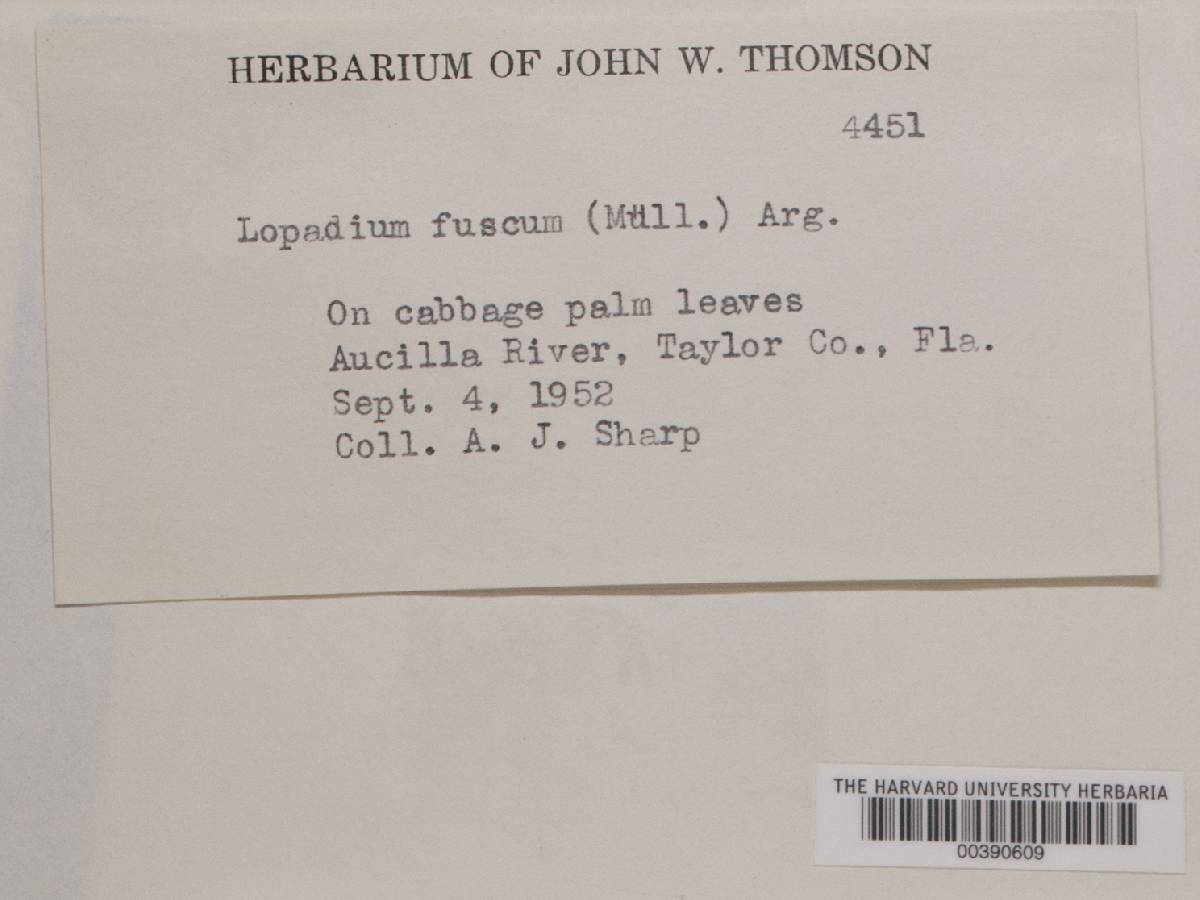 HERBARIUM OF JOHN W. THOMSON
4451
Lopadium fuscum (Müll.) Arg.
On cabbage palm leaves
Aucilla River, Taylor Co., Fla.
Sept. 4, 1952
Coll. A. J. Sharp
THE HARVARD UNIVERSITY HERBARIA
00390609